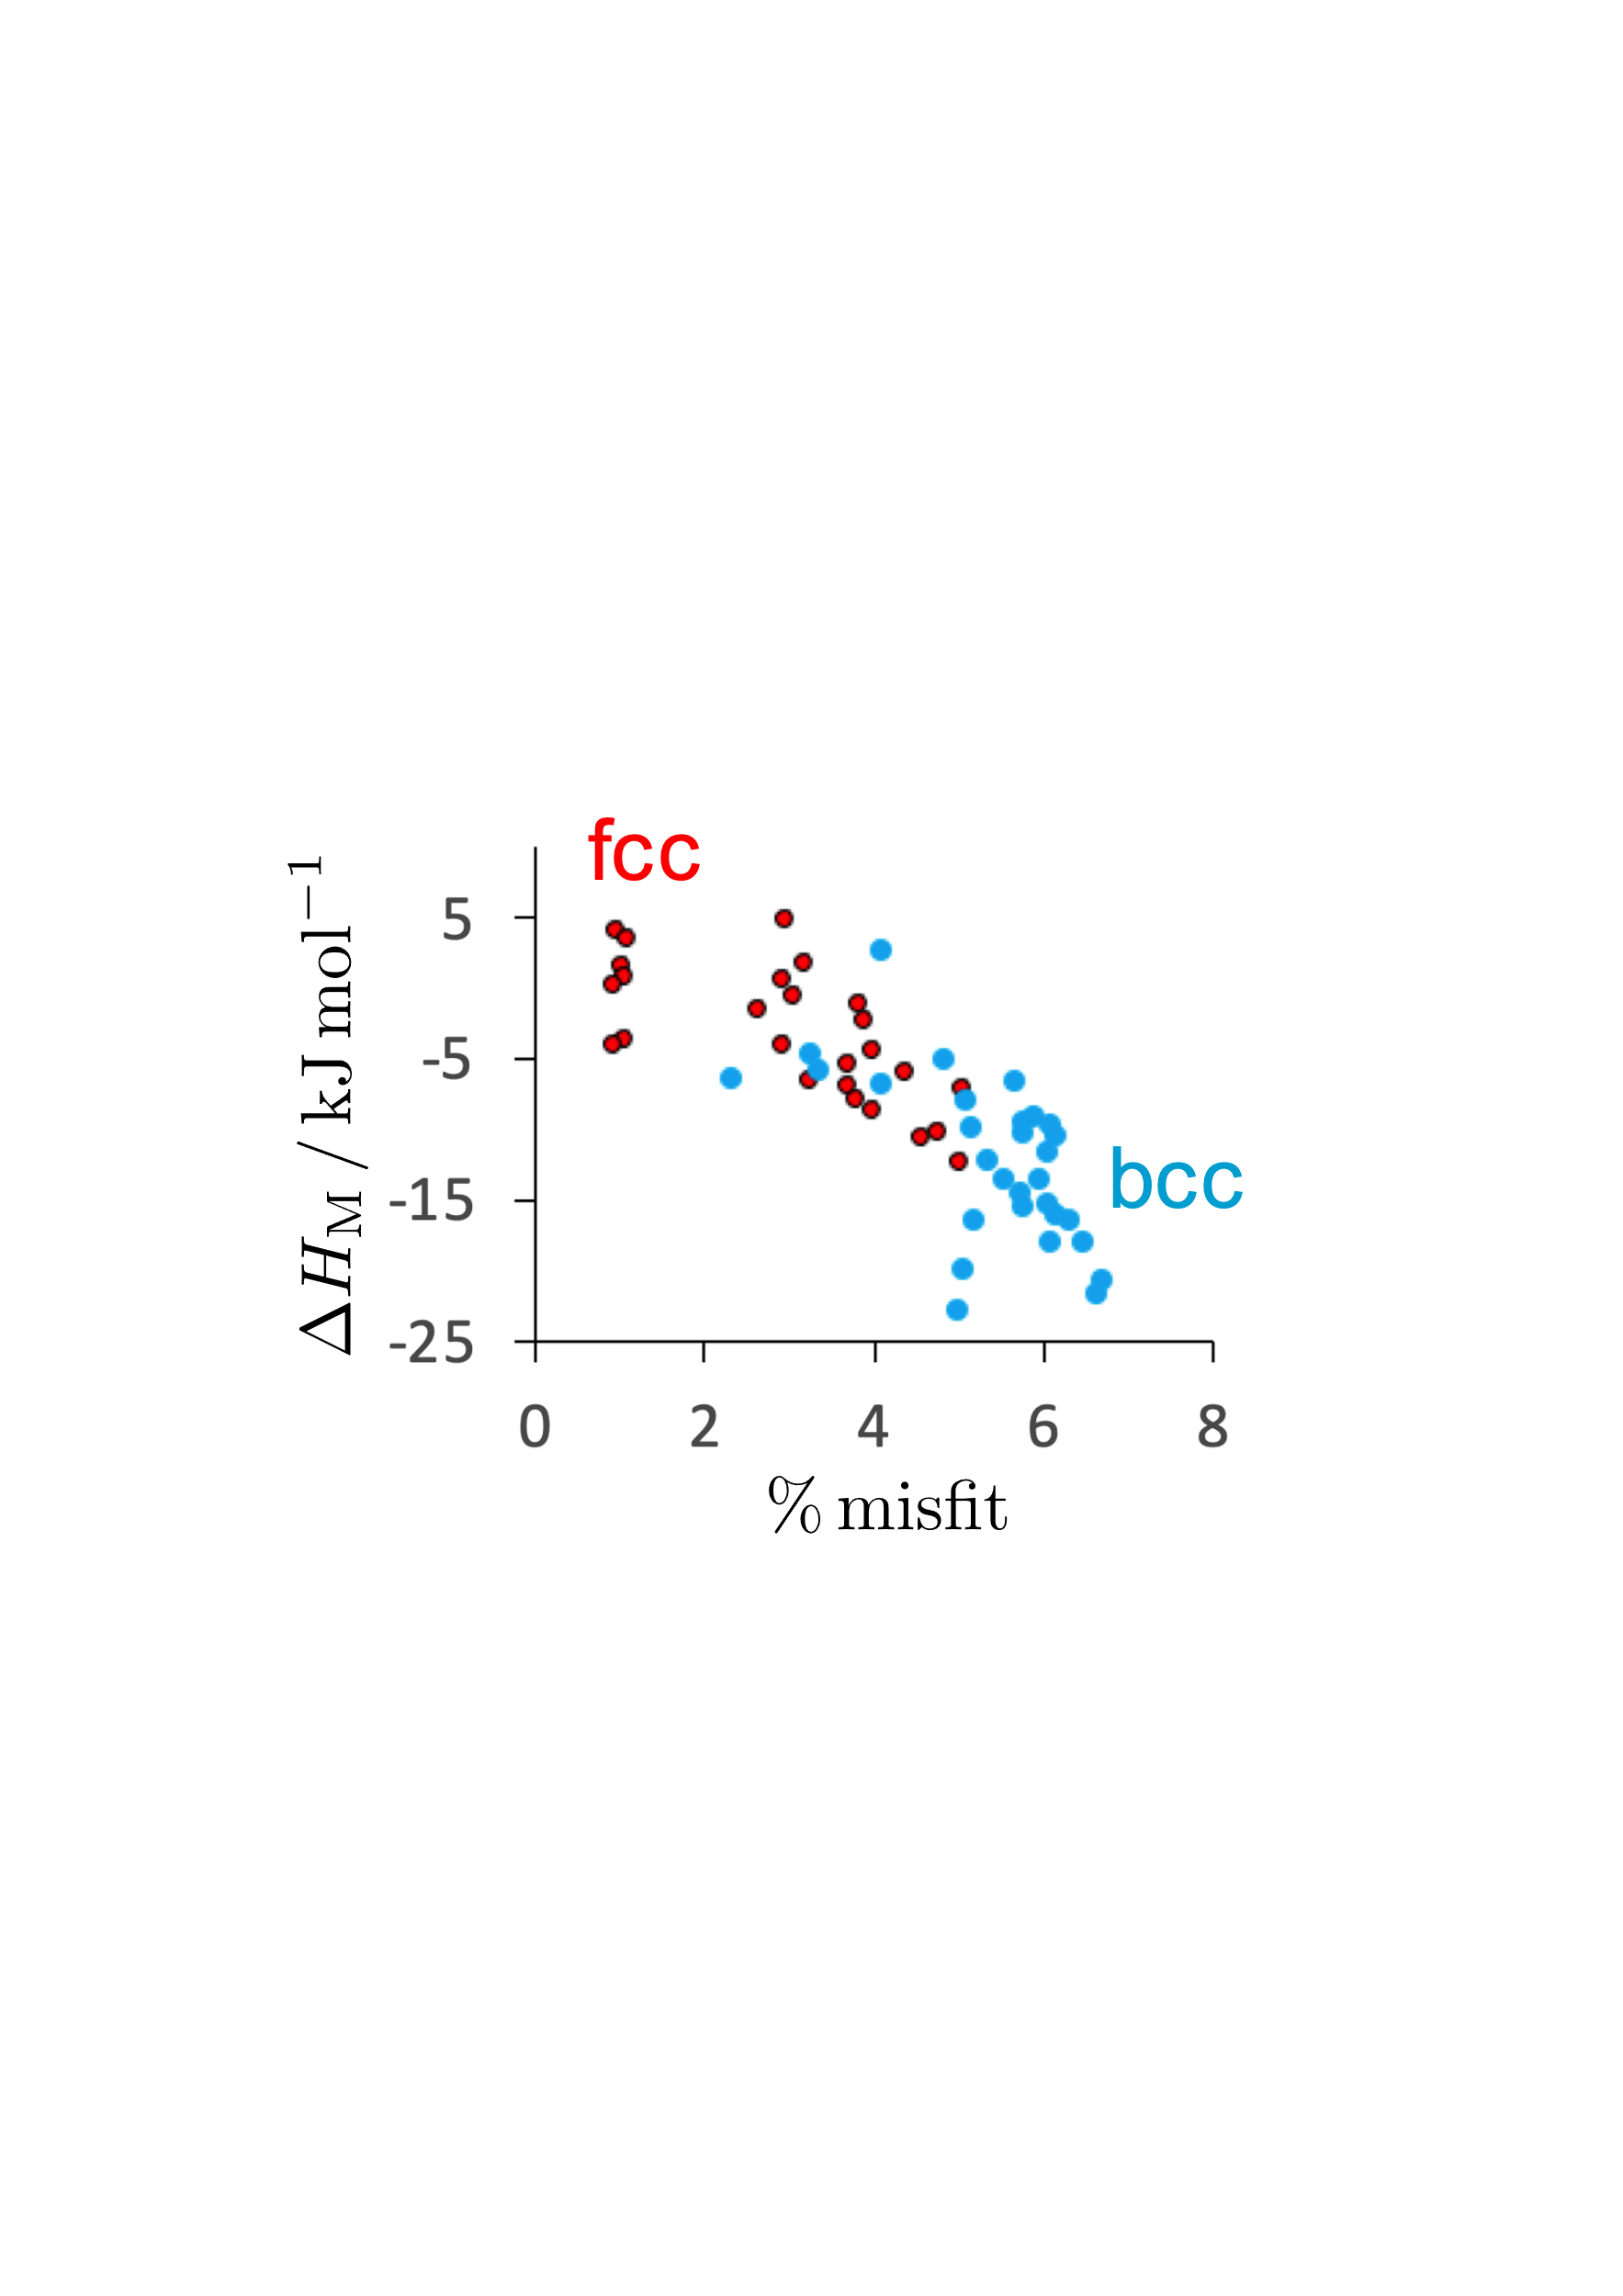 fcc
ΔH_M / kJ mol⁻¹
5
-5
-15
-25
bcc
0 2 4 6 8
% misfit